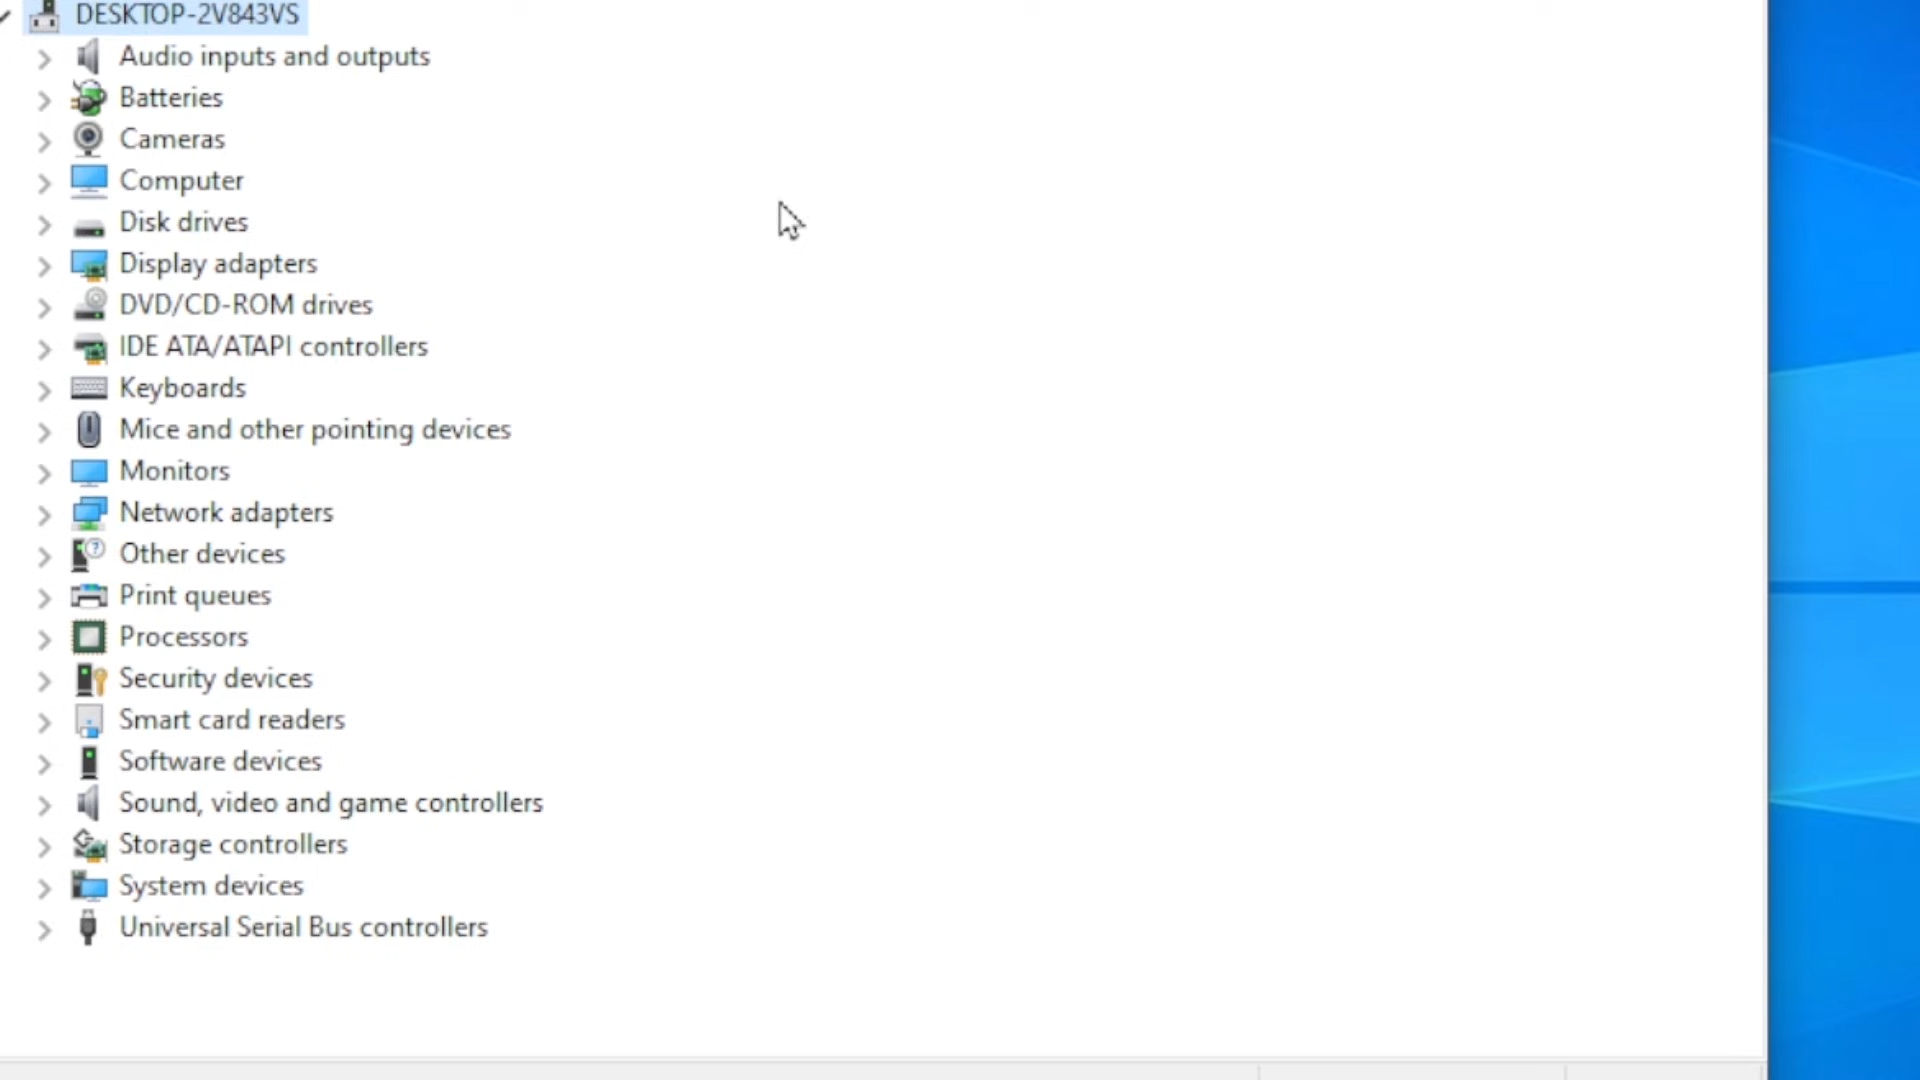 DESKTOP-2V843VS
Audio inputs and outputs
Batteries
Cameras
Computer
Disk drives
Display adapters
DVD/CD-ROM drives
IDE ATA/ATAPI controllers
Keyboards
Mice and other pointing devices
Monitors
Network adapters
Other devices
Print queues
Processors
Security devices
Smart card readers
Software devices
Sound, video and game controllers
Storage controllers
System devices
Universal Serial Bus controllers